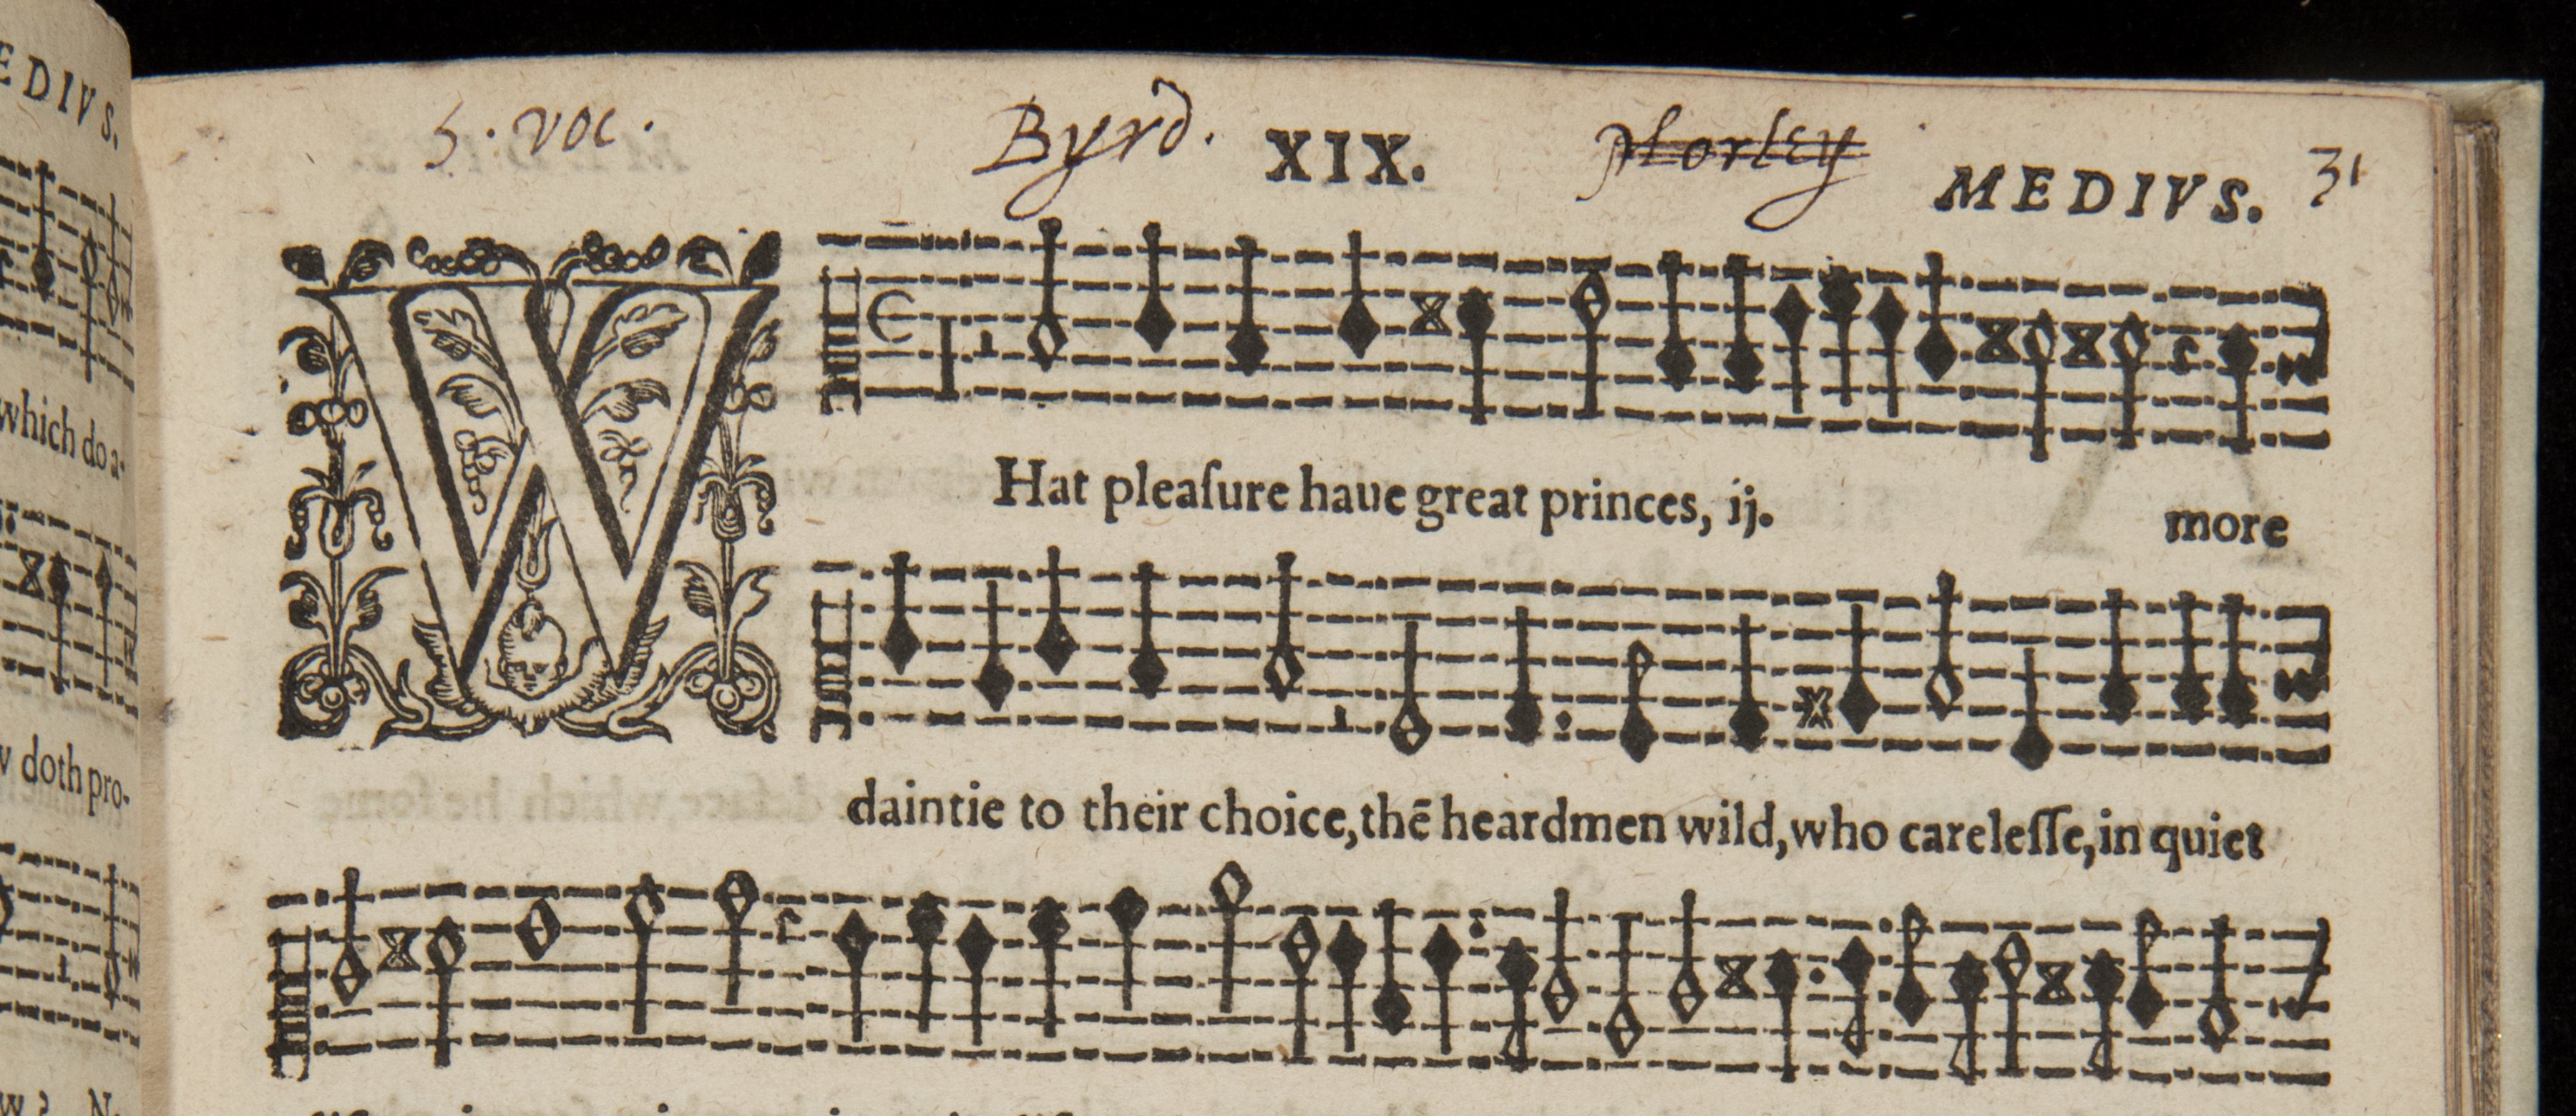 EDIVS.
5. voc.
Byrd. XIX. Morley MEDIVS. 31
which do a-
WHat pleaſure haue great princes, ij. more
doth pro-
daintie to their choice, thē heardmen wild, who careleſſe, in quiet